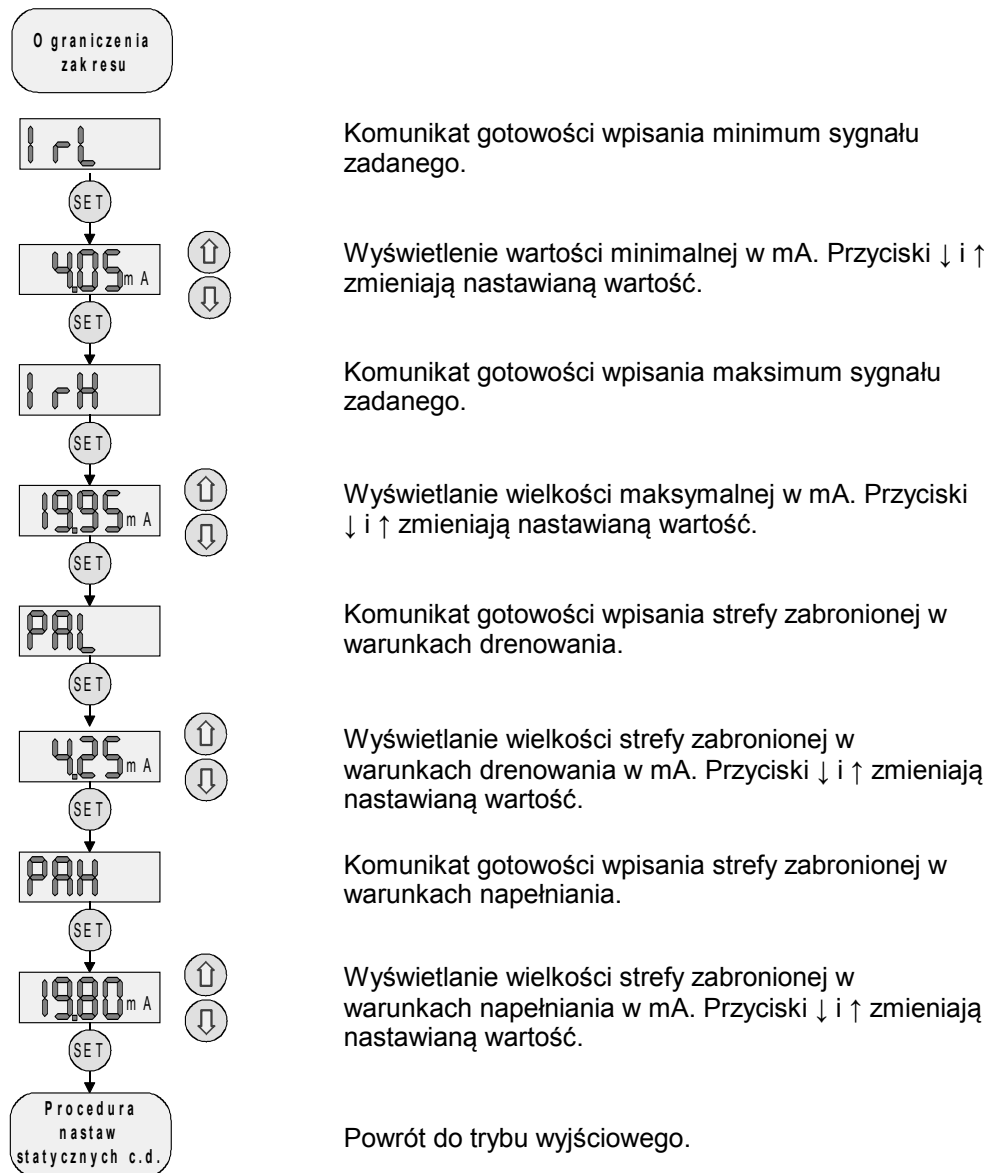 O graniczenia
zakresu
IrL
Komunikat gotowości wpisania minimum sygnału
zadanego.
SET
4.05 mA
Wyświetlenie wartości minimalnej w mA. Przyciski ↓ i ↑
zmieniają nastawianą wartość.
SET
IrH
Komunikat gotowości wpisania maksimum sygnału
zadanego.
SET
19.95 mA
Wyświetlanie wielkości maksymalnej w mA. Przyciski
↓ i ↑ zmieniają nastawianą wartość.
SET
PAL
Komunikat gotowości wpisania strefy zabronionej w
warunkach drenowania.
SET
4.25 mA
Wyświetlanie wielkości strefy zabronionej w
warunkach drenowania w mA. Przyciski ↓ i ↑ zmieniają
nastawianą wartość.
SET
PAH
Komunikat gotowości wpisania strefy zabronionej w
warunkach napełniania.
SET
19.80 mA
Wyświetlanie wielkości strefy zabronionej w
warunkach napełniania w mA. Przyciski ↓ i ↑ zmieniają
nastawianą wartość.
SET
Procedura
nastaw
statycznych c.d.
Powrót do trybu wyjściowego.